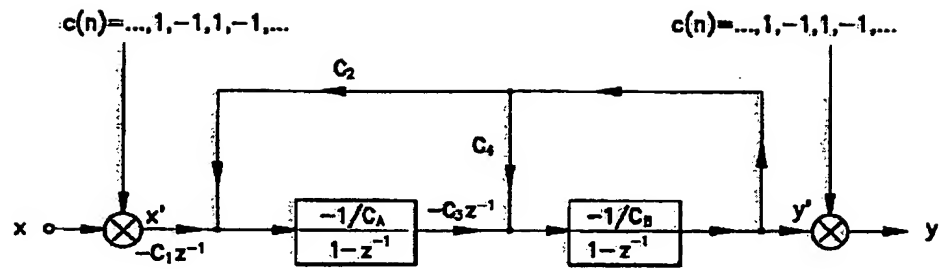 c(n)=...,1,-1,1,-1,...
c(n)=...,1,-1,1,-1,...
C₂
C₄
x
x'
-C₁z⁻¹
-1/C_A
1-z⁻¹
-C₃z⁻¹
-1/C_B
1-z⁻¹
y'
y